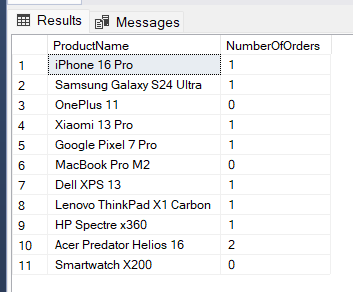 Results Messages
ProductName NumberOfOrders
1 iPhone 16 Pro 1
2 Samsung Galaxy S24 Ultra 1
3 OnePlus 11 0
4 Xiaomi 13 Pro 1
5 Google Pixel 7 Pro 1
6 MacBook Pro M2 0
7 Dell XPS 13 1
8 Lenovo ThinkPad X1 Carbon 1
9 HP Spectre x360 1
10 Acer Predator Helios 16 2
11 Smartwatch X200 0